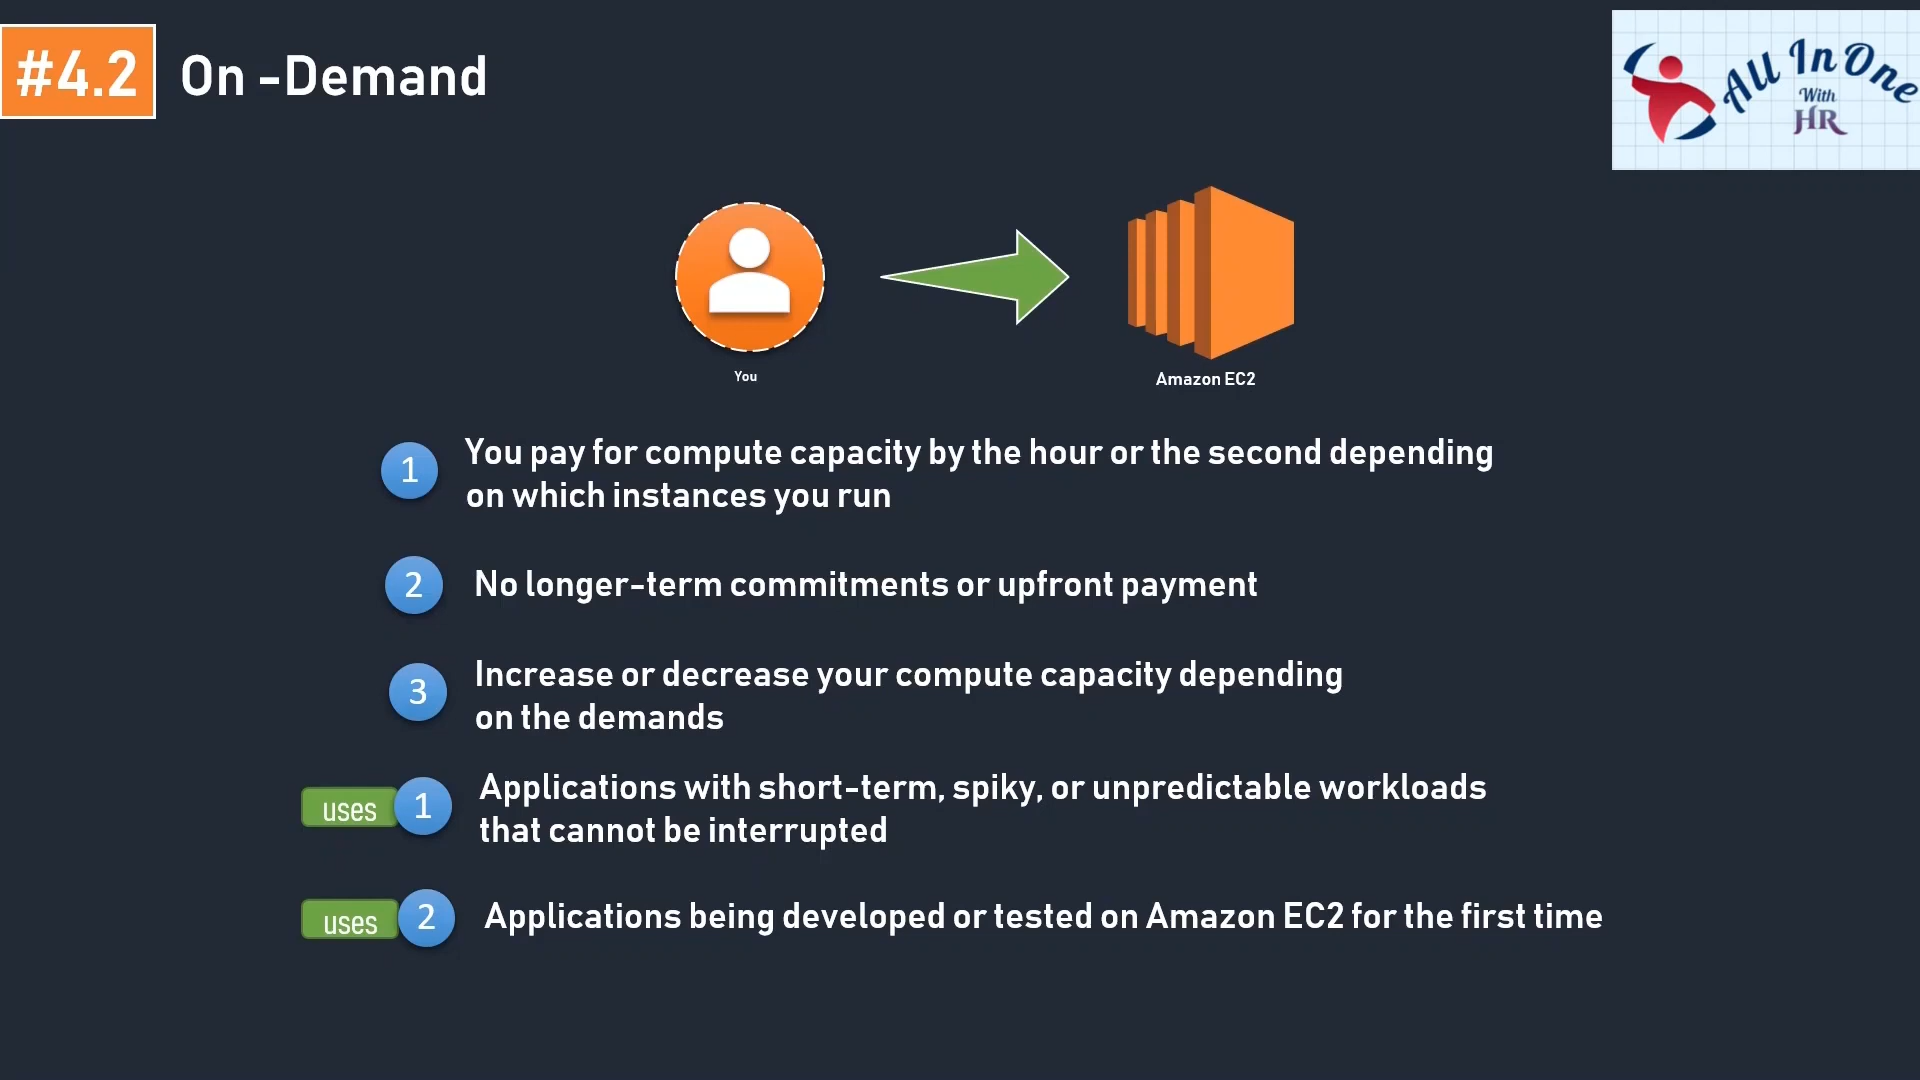 #4.2
On -Demand
All In One
With
HR
You
Amazon EC2
1
You pay for compute capacity by the hour or the second depending
on which instances you run
2
No longer-term commitments or upfront payment
3
Increase or decrease your compute capacity depending
on the demands
uses
1
Applications with short-term, spiky, or unpredictable workloads
that cannot be interrupted
uses
2
Applications being developed or tested on Amazon EC2 for the first time